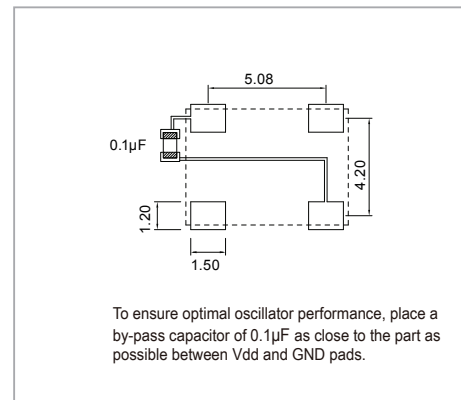 5.08
0.1µF
4.20
1.20
1.50
To ensure optimal oscillator performance, place a
by-pass capacitor of 0.1µF as close to the part as
possible between Vdd and GND pads.